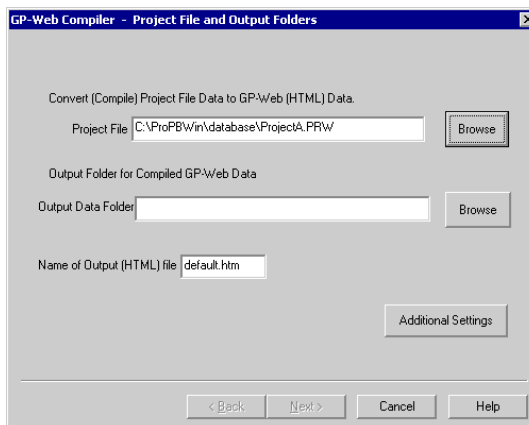 GP-Web Compiler - Project File and Output Folders
Convert (Compile) Project File Data to GP-Web (HTML) Data.
Project File C:\ProPBWin\database\ProjectA.PRW Browse
Output Folder for Compiled GP-Web Data
Output Data Folder Browse
Name of Output (HTML) file default.htm
Additional Settings
< Back Next > Cancel Help